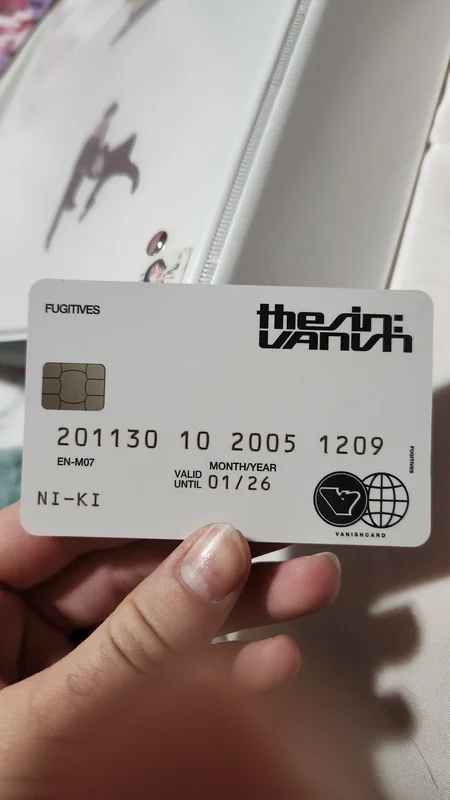 FUGITIVES
the sin:
VANISH
201130 10 2005 1209
EN-M07
VALID UNTIL
MONTH/YEAR
01/26
NI-KI
FUGITIVES
VANISHCARD